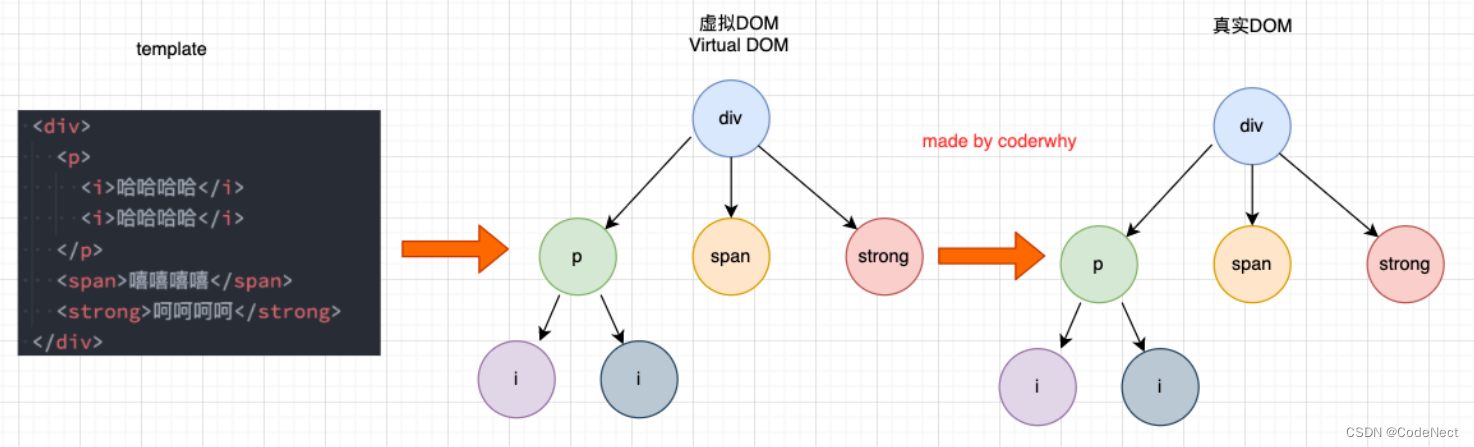 template
<div>
<p>
<i>哈哈哈哈</i>
<i>哈哈哈哈</i>
</p>
<span>嘻嘻嘻嘻</span>
<strong>呵呵呵呵</strong>
</div>
虚拟DOM
Virtual DOM
div
p
span
strong
i
i
made by coderwhy
真实DOM
div
p
span
strong
i
i
CSDN @CodeNect